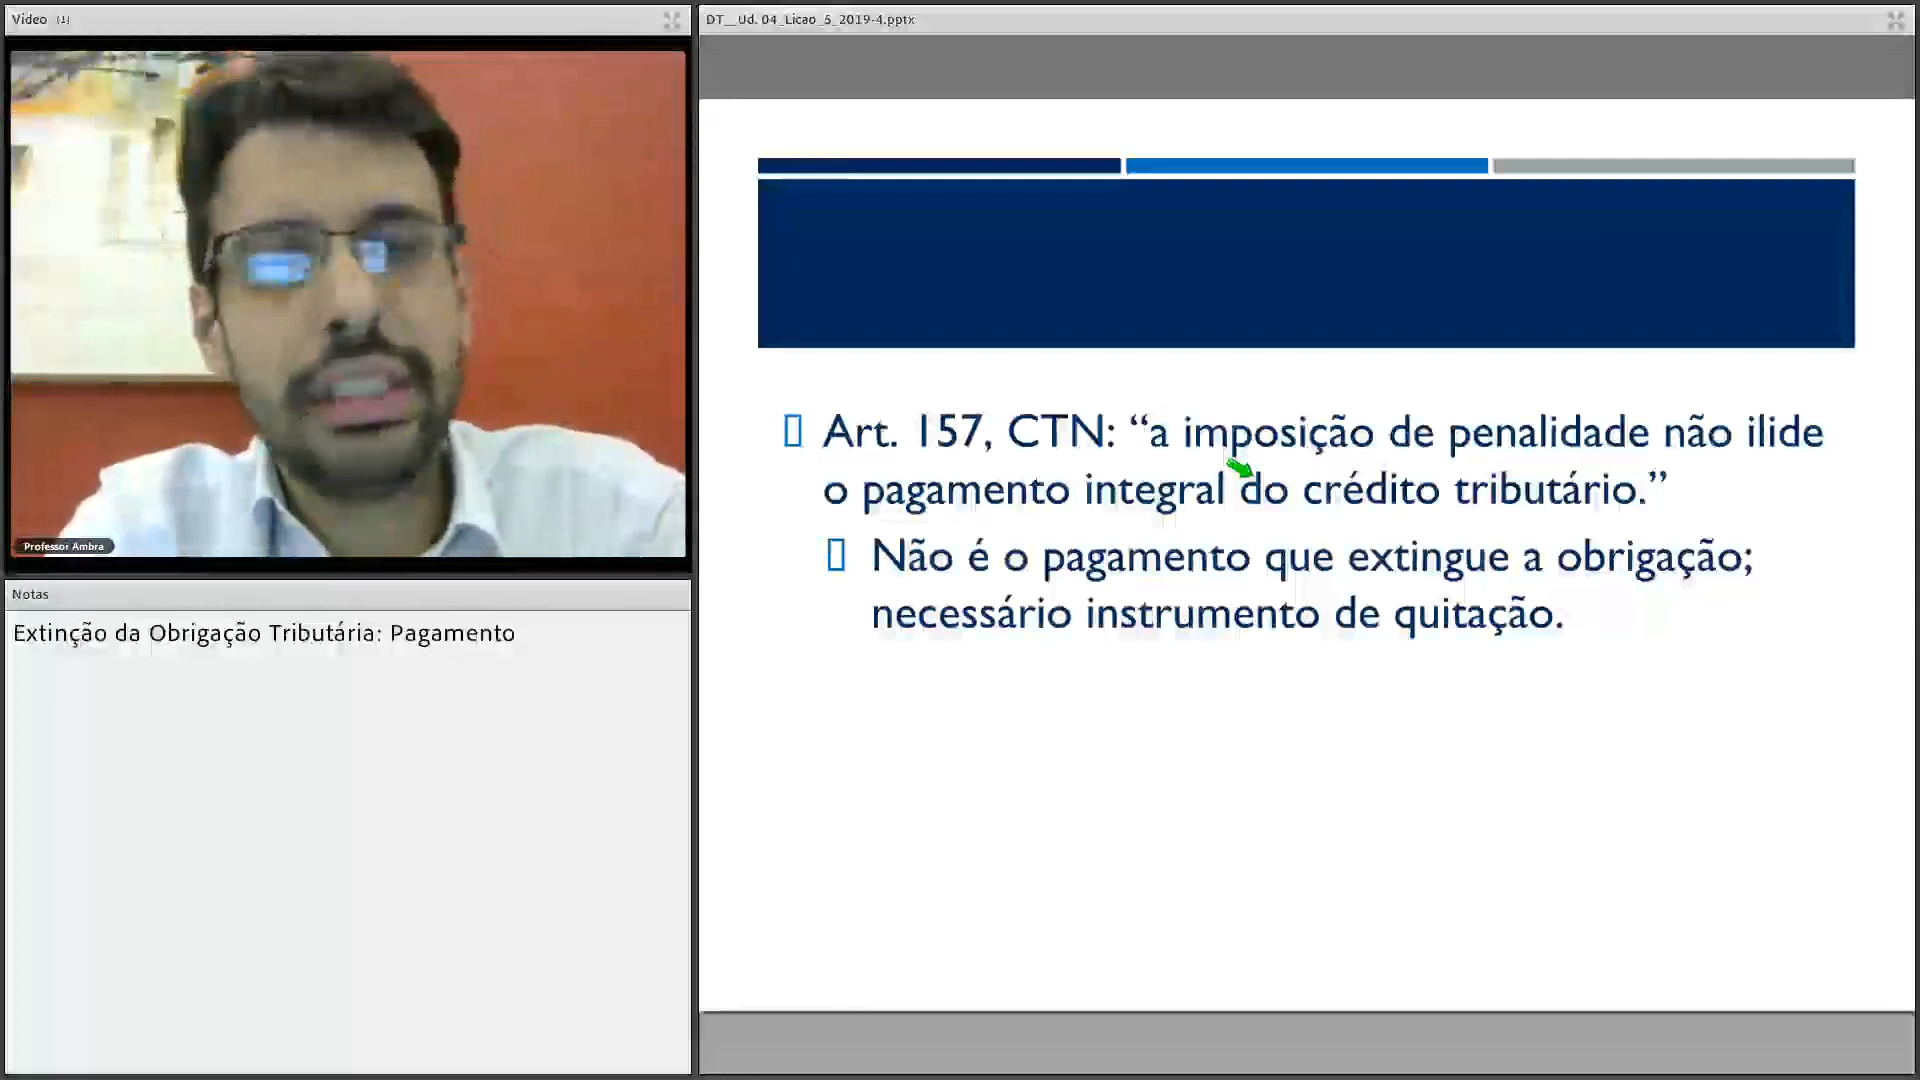 Vídeo (1)
Professor Ambra
Notas
Extinção da Obrigação Tributária: Pagamento
DT__Ud. 04_Licao_5_2019-4.pptx
Art. 157, CTN: “a imposição de penalidade não ilide
o pagamento integral do crédito tributário.”
Não é o pagamento que extingue a obrigação;
necessário instrumento de quitação.